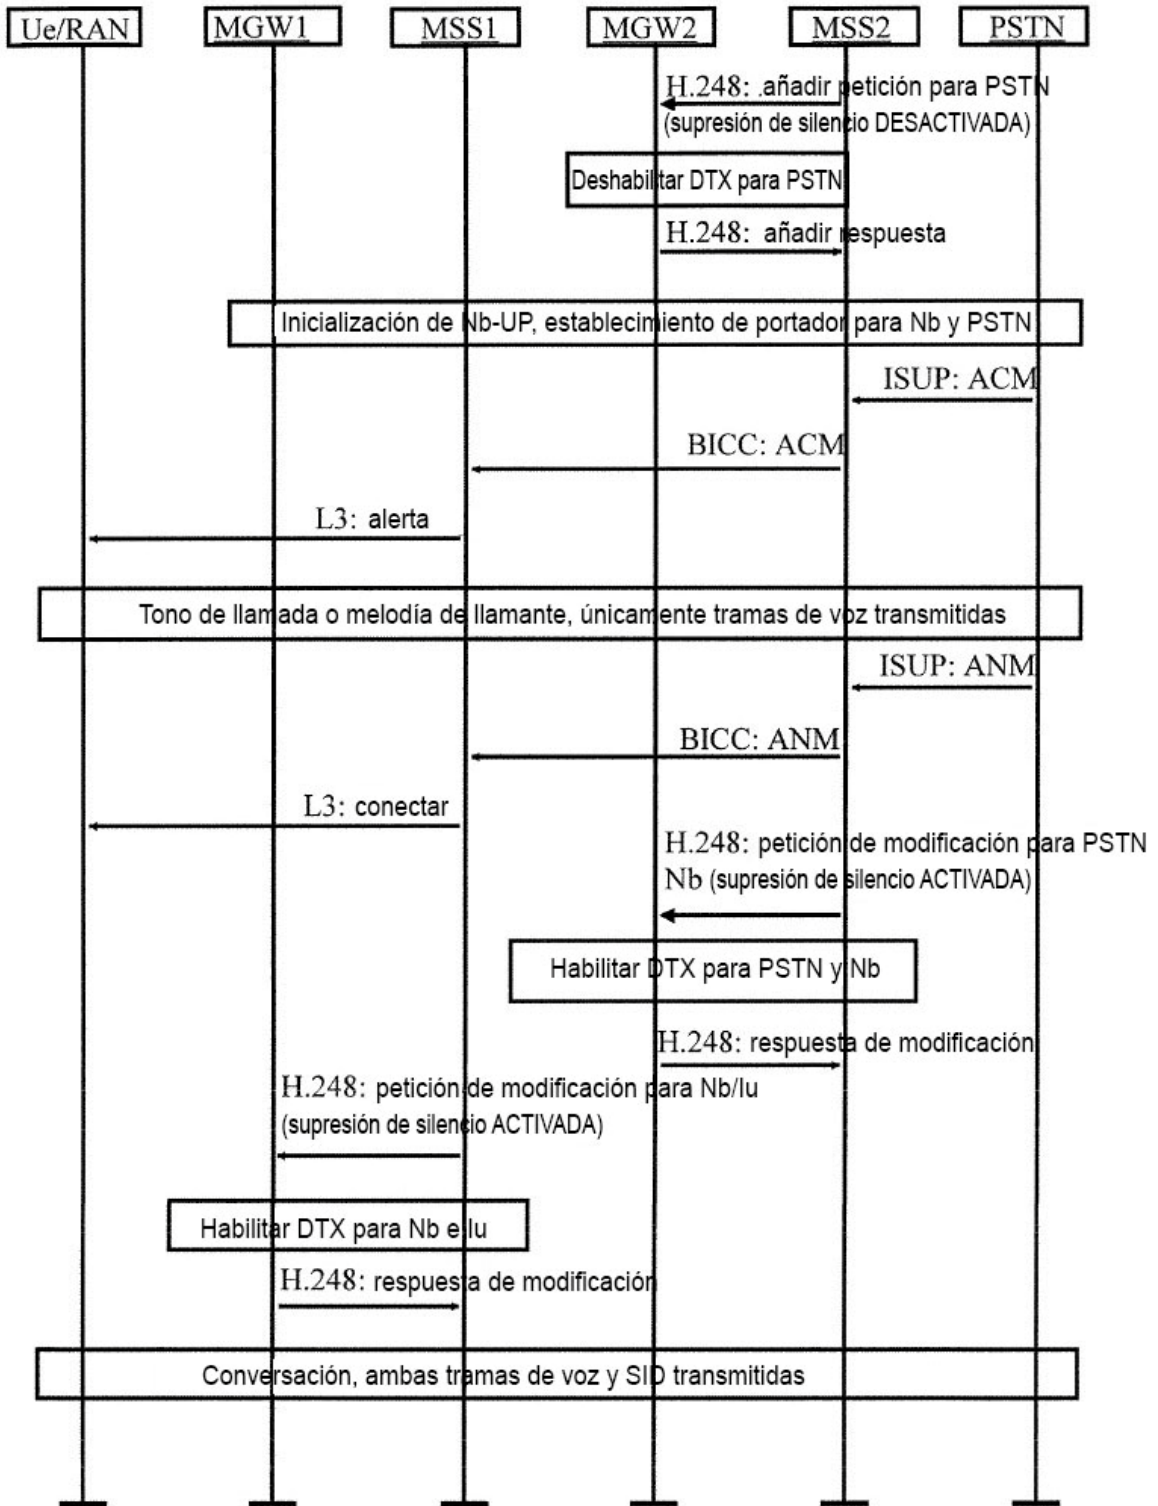 Ue/RAN MGW1 MSS1 MGW2 MSS2 PSTN
H.248: .añadir petición para PSTN
(supresión de silencio DESACTIVADA)
Deshabilitar DTX para PSTN
H.248: añadir respuesta
Inicialización de Nb-UP, establecimiento de portador para Nb y PSTN
ISUP: ACM
BICC: ACM
L3: alerta
Tono de llamada o melodía de llamante, únicamente tramas de voz transmitidas
ISUP: ANM
BICC: ANM
L3: conectar
H.248: petición de modificación para PSTN
Nb (supresión de silencio ACTIVADA)
Habilitar DTX para PSTN y Nb
H.248: respuesta de modificación
H.248: petición de modificación para Nb/Iu
(supresión de silencio ACTIVADA)
Habilitar DTX para Nb e Iu
H.248: respuesta de modificación
Conversación, ambas tramas de voz y SID transmitidas